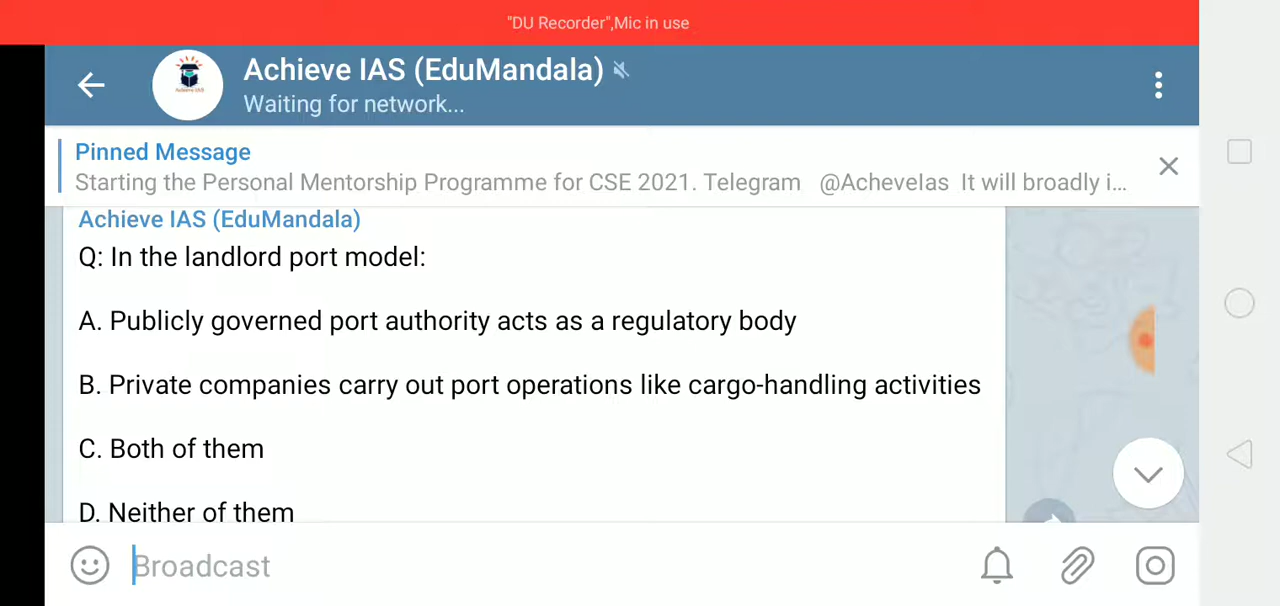 "DU Recorder",Mic in use
Achieve IAS (EduMandala)
Waiting for network...
Pinned Message
Starting the Personal Mentorship Programme for CSE 2021. Telegram @AcheveIas It will broadly i...
Achieve IAS (EduMandala)
Q: In the landlord port model:
A. Publicly governed port authority acts as a regulatory body
B. Private companies carry out port operations like cargo-handling activities
C. Both of them
D. Neither of them
Broadcast